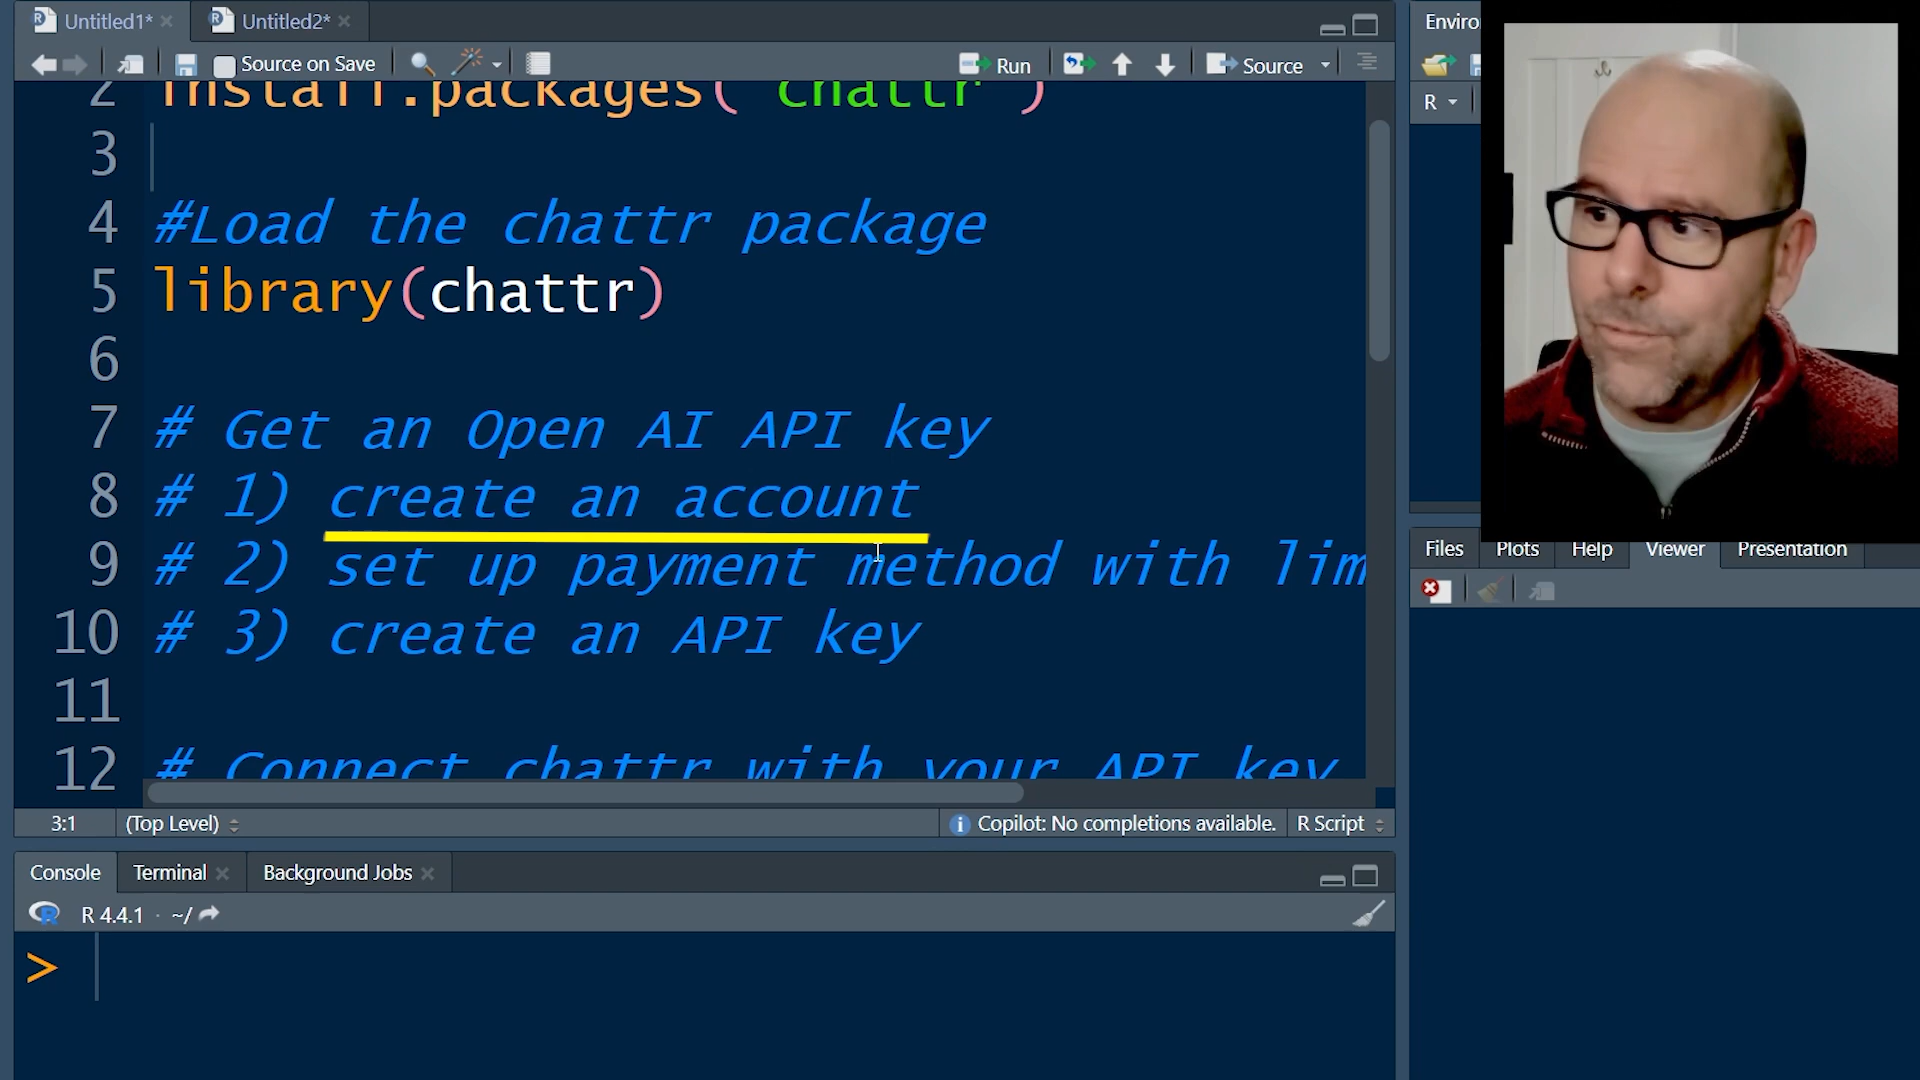 Untitled1*
Untitled2*
Enviro
Source on Save
Run
Source
R
2 install.packages("chattr")
3
4 #Load the chattr package
5 library(chattr)
6
7 # Get an Open AI API key
8 # 1) create an account
9 # 2) set up payment method with lim
10 # 3) create an API key
11
12 # Connect chattr with your API key
3:1
(Top Level)
Copilot: No completions available.
R Script
Files
Plots
Help
Viewer
Presentation
Console
Terminal
Background Jobs
R 4.4.1 · ~/
>